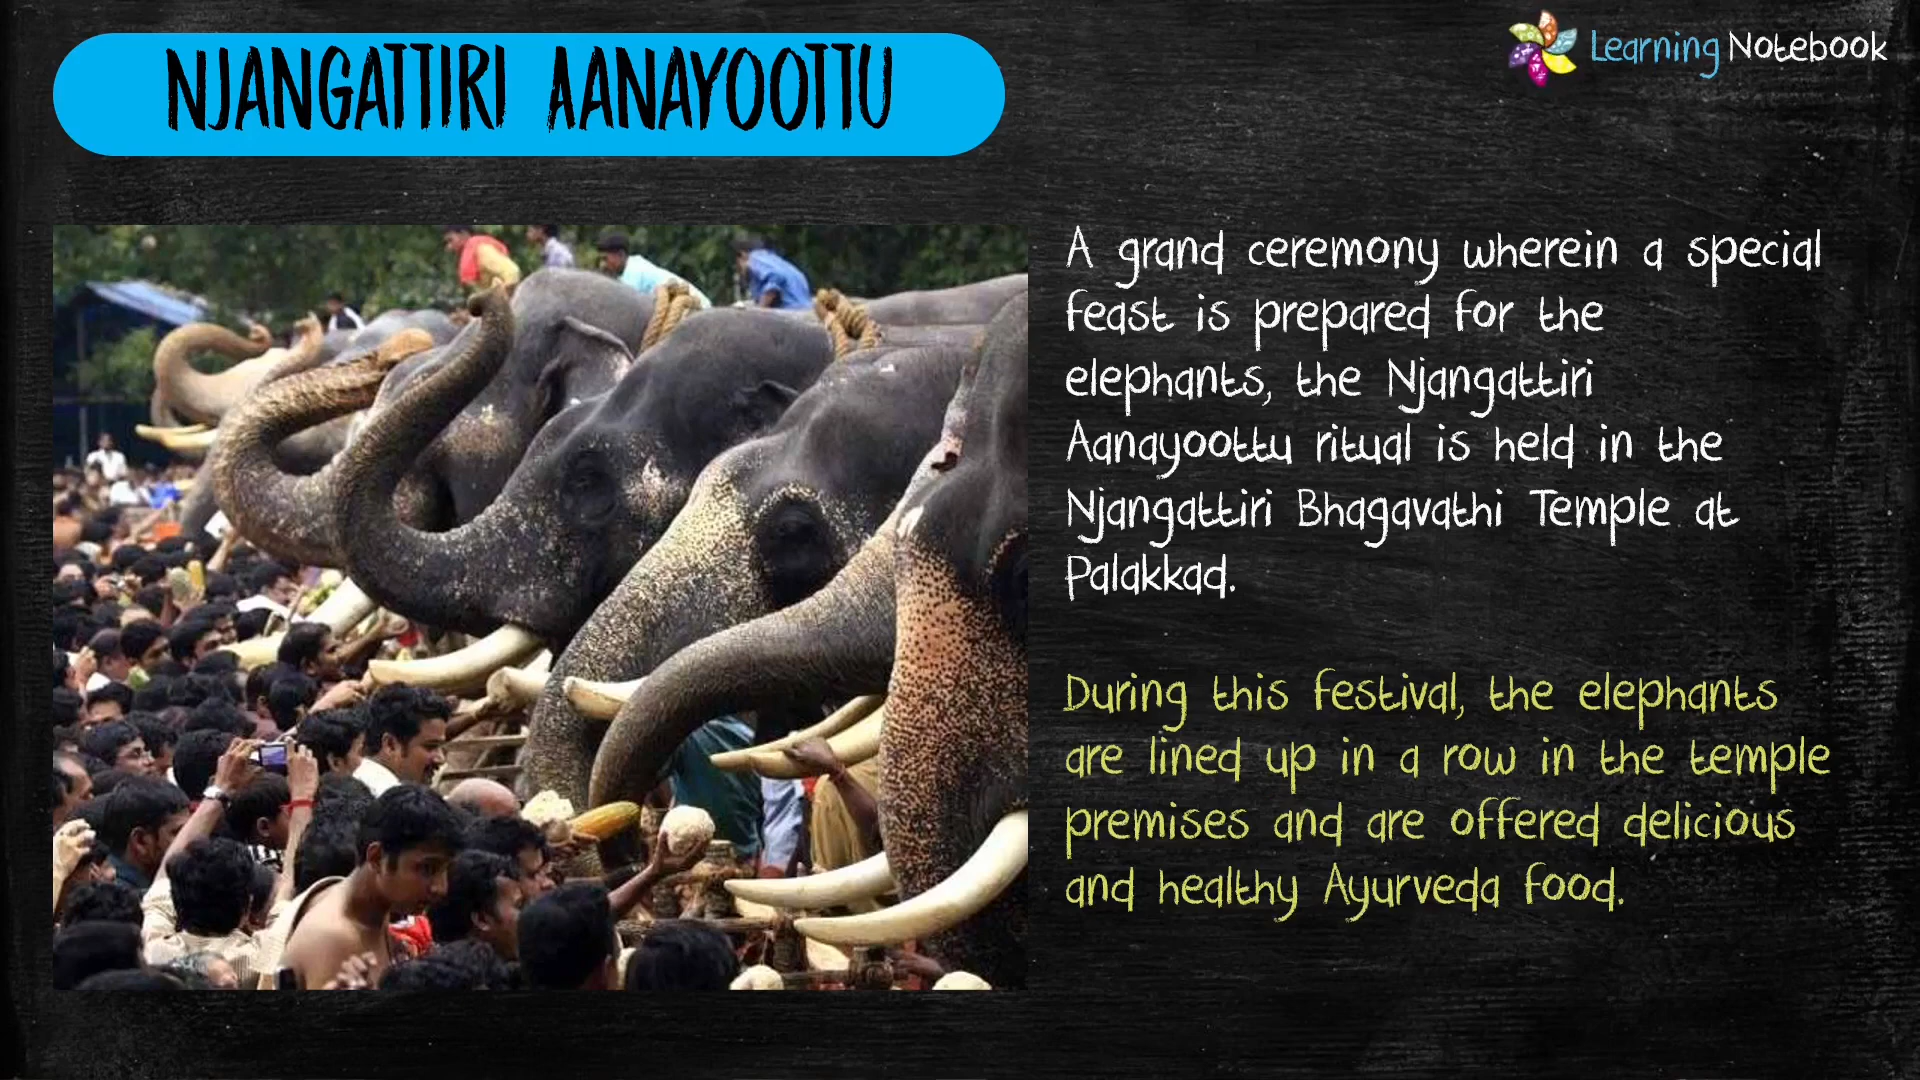 NJANGATTIRI AANAYOOTTU
Learning Notebook
A grand ceremony wherein a special
feast is prepared for the
elephants, the Njangattiri
Aanayoottu ritual is held in the
Njangattiri Bhagavathi Temple at
Palakkad.
During this festival, the elephants
are lined up in a row in the temple
premises and are offered delicious
and healthy Ayurveda food.